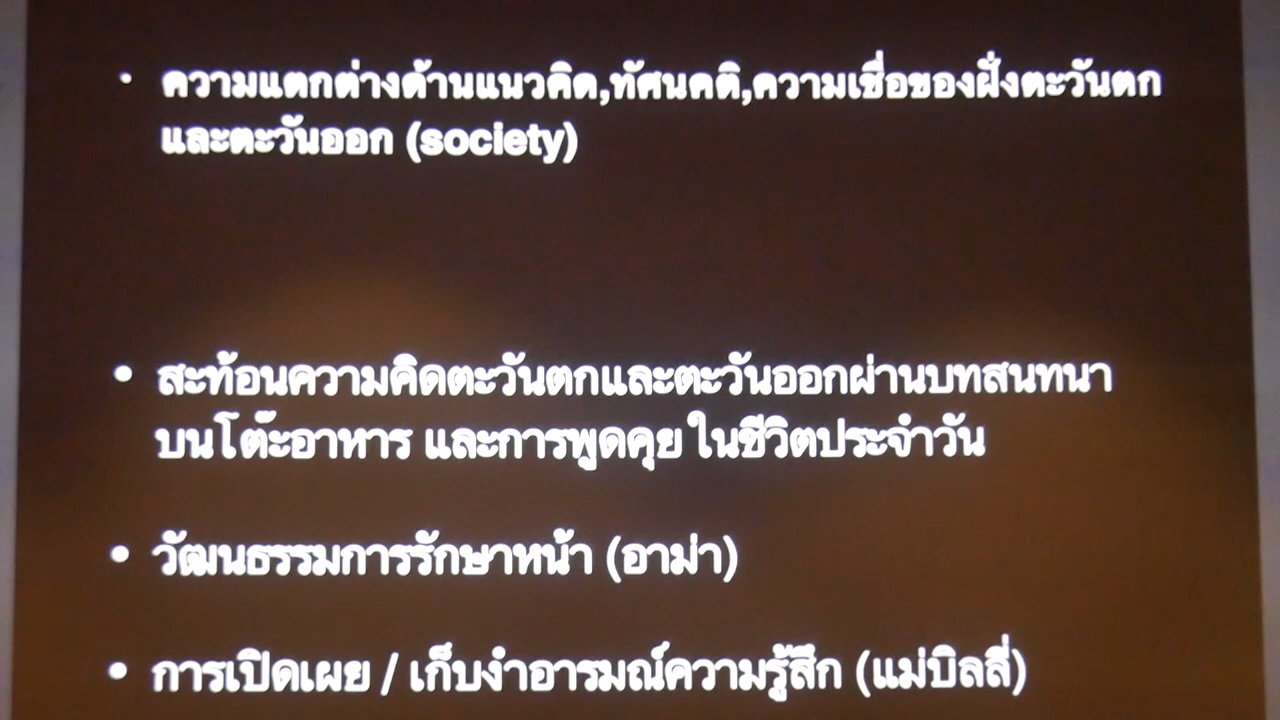 • ความแตกต่างด้านแนวคิด,ทัศนคติ,ความเชื่อของฝั่งตะวันตก
และตะวันออก (society)
• สะท้อนความคิดตะวันตกและตะวันออกผ่านบทสนทนา
บนโต๊ะอาหาร และการพูดคุย ในชีวิตประจำวัน
• วัฒนธรรมการรักษาหน้า (อาม่า)
• การเปิดเผย / เก็บงำอารมณ์ความรู้สึก (แม่บิลลี่)